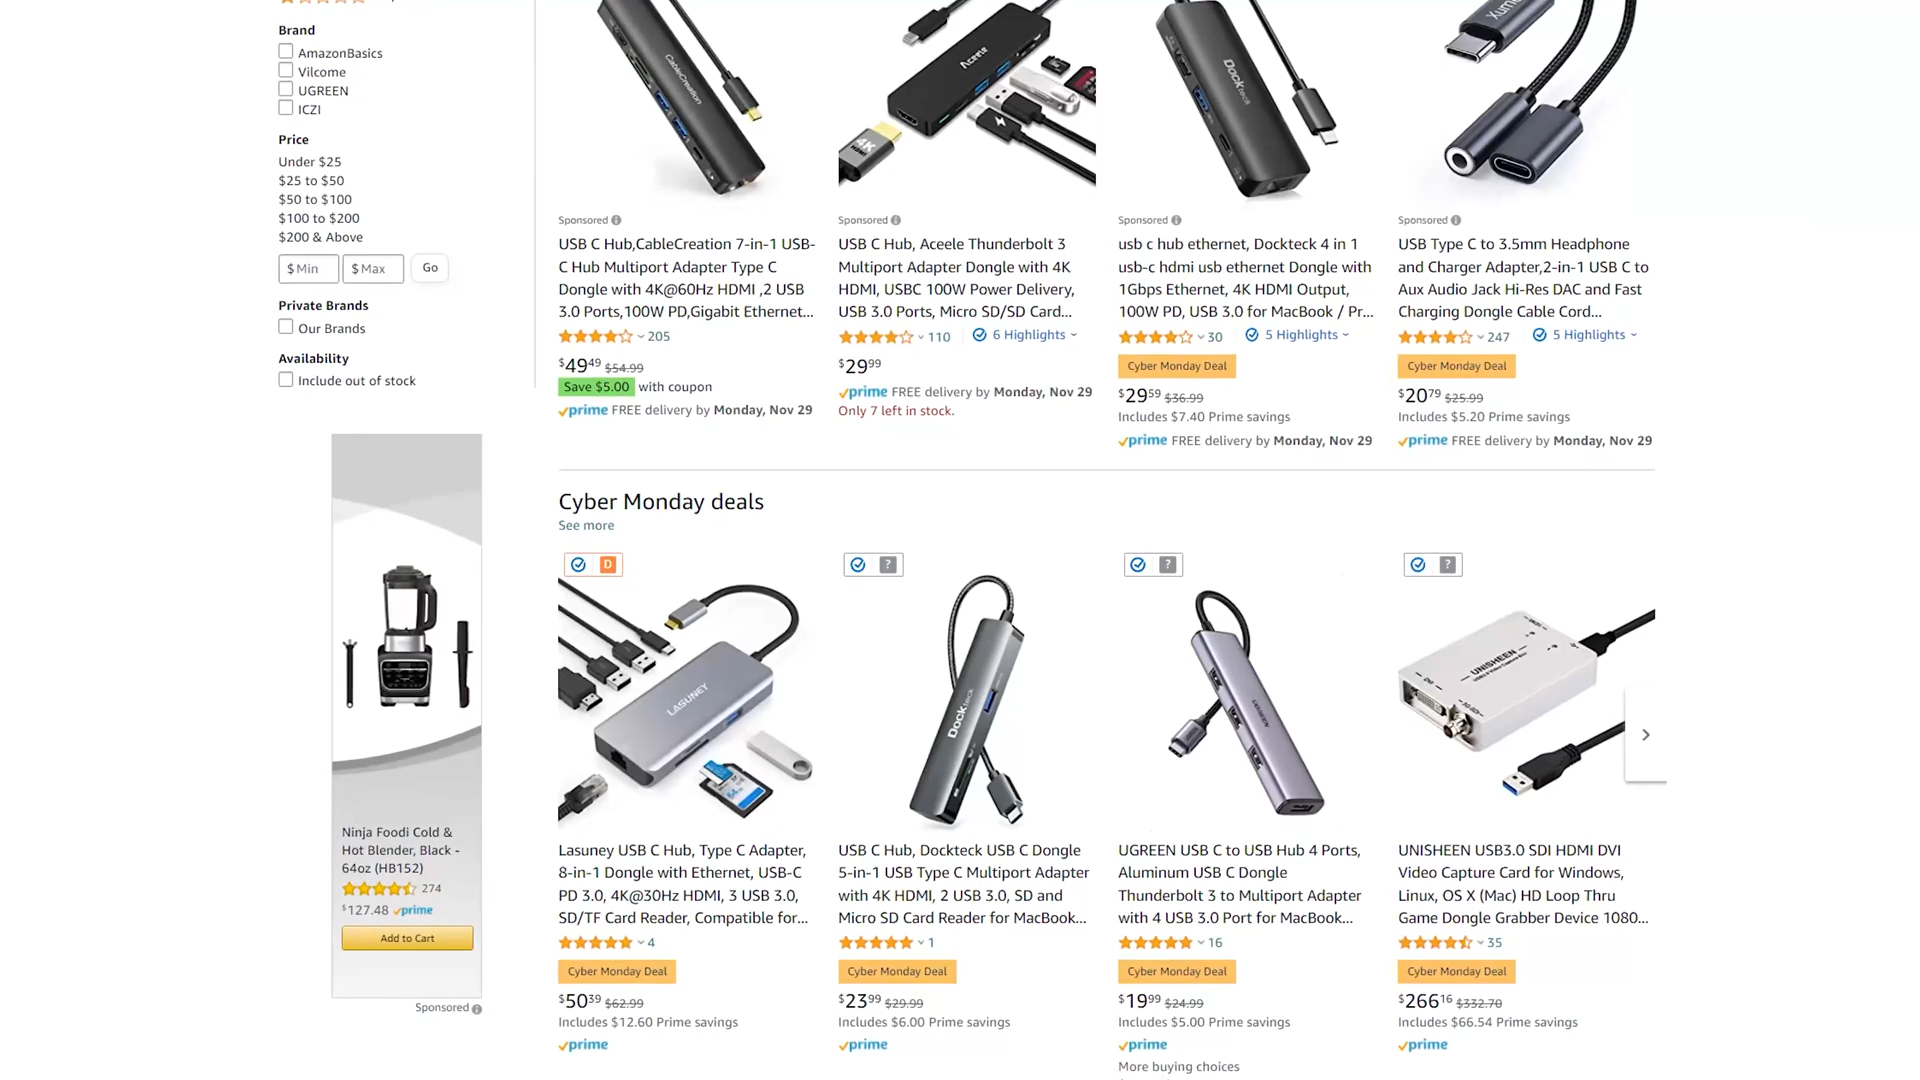 Brand
AmazonBasics
Vilcome
UGREEN
ICZI
Price
Under $25
$25 to $50
$50 to $100
$100 to $200
$200 & Above
$ Min $ Max Go
Private Brands
Our Brands
Availability
Include out of stock
Ninja Foodi Cold &
Hot Blender, Black -
64oz (HB152)
274
$127.48 prime
Add to Cart
Sponsored
CableCreation
Sponsored
USB C Hub,CableCreation 7-in-1 USB-
C Hub Multiport Adapter Type C
Dongle with 4K@60Hz HDMI ,2 USB
3.0 Ports,100W PD,Gigabit Ethernet...
205
$49 49 $54.99
Save $5.00 with coupon
prime FREE delivery by Monday, Nov 29
Aceele
4K
HDMI
Sponsored
USB C Hub, Aceele Thunderbolt 3
Multiport Adapter Dongle with 4K
HDMI, USBC 100W Power Delivery,
USB 3.0 Ports, Micro SD/SD Card...
110 6 Highlights
$29 99
prime FREE delivery by Monday, Nov 29
Only 7 left in stock.
Dockteck
Sponsored
usb c hub ethernet, Dockteck 4 in 1
usb-c hdmi usb ethernet Dongle with
1Gbps Ethernet, 4K HDMI Output,
100W PD, USB 3.0 for MacBook / Pr...
30 5 Highlights
Cyber Monday Deal
$29 59 $36.99
Includes $7.40 Prime savings
prime FREE delivery by Monday, Nov 29
Sponsored
USB Type C to 3.5mm Headphone
and Charger Adapter,2-in-1 USB C to
Aux Audio Jack Hi-Res DAC and Fast
Charging Dongle Cable Cord...
247 5 Highlights
Cyber Monday Deal
$20 79 $25.99
Includes $5.20 Prime savings
prime FREE delivery by Monday, Nov 29
Cyber Monday deals
See more
D
LASUNEY
Lasuney USB C Hub, Type C Adapter,
8-in-1 Dongle with Ethernet, USB-C
PD 3.0, 4K@30Hz HDMI, 3 USB 3.0,
SD/TF Card Reader, Compatible for...
4
Cyber Monday Deal
$50 39 $62.99
Includes $12.60 Prime savings
prime
?
Dockteck
USB C Hub, Dockteck USB C Dongle
5-in-1 USB Type C Multiport Adapter
with 4K HDMI, 2 USB 3.0, SD and
Micro SD Card Reader for MacBook...
1
Cyber Monday Deal
$23 99 $29.99
Includes $6.00 Prime savings
prime
?
UGREEN
UGREEN USB C to USB Hub 4 Ports,
Aluminum USB C Dongle
Thunderbolt 3 to Multiport Adapter
with 4 USB 3.0 Port for MacBook...
16
Cyber Monday Deal
$19 99 $24.99
Includes $5.00 Prime savings
prime
More buying choices
?
UNISHEEN
UNISHEEN USB3.0 SDI HDMI DVI
Video Capture Card for Windows,
Linux, OS X (Mac) HD Loop Thru
Game Dongle Grabber Device 1080...
35
Cyber Monday Deal
$266 16 $332.70
Includes $66.54 Prime savings
prime